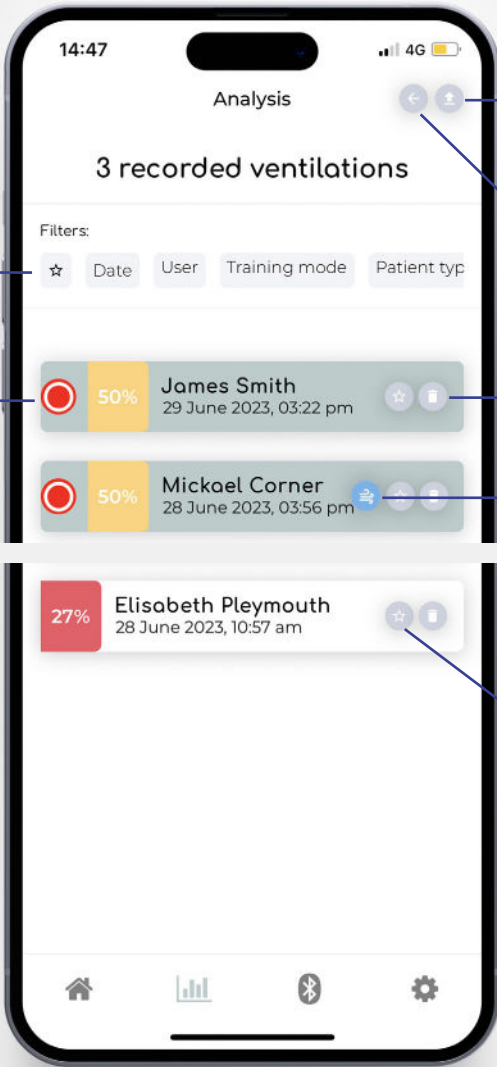 14:47
4G
Analysis
3 recorded ventilations
Filters:
Date User Training mode Patient typ
50%
James Smith
29 June 2023, 03:22 pm
50%
Mickael Corner
28 June 2023, 03:56 pm
27%
Elisabeth Pleymouth
28 June 2023, 10:57 am